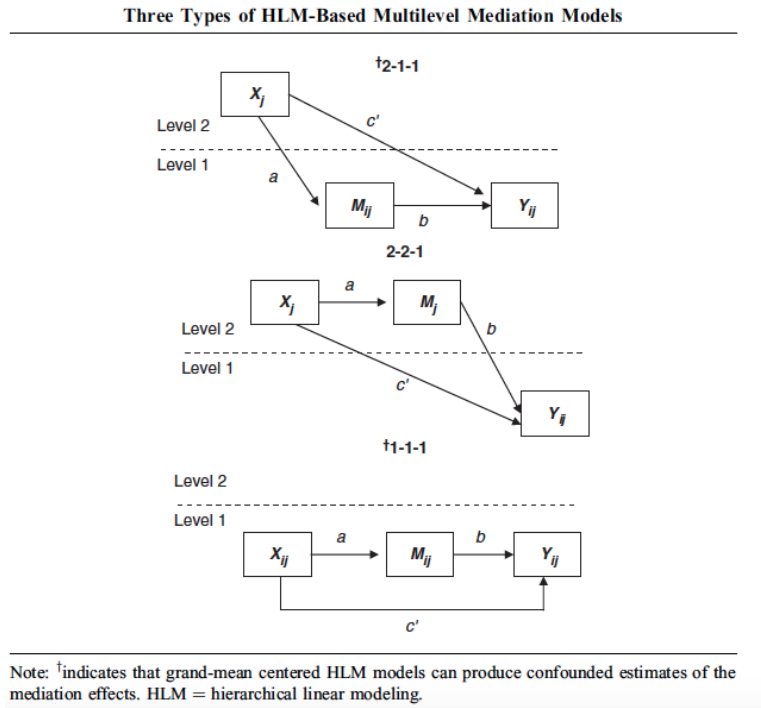 Three Types of HLM-Based Multilevel Mediation Models
†2-1-1
Xj
c'
Level 2
Level 1
a
Mij
Yij
b
2-2-1
a
Xj
Mj
Level 2
b
Level 1
c'
Yij
†1-1-1
Level 2
Level 1
a
b
Xij
Mij
Yij
c'
Note: †indicates that grand-mean centered HLM models can produce confounded estimates of the
mediation effects. HLM = hierarchical linear modeling.